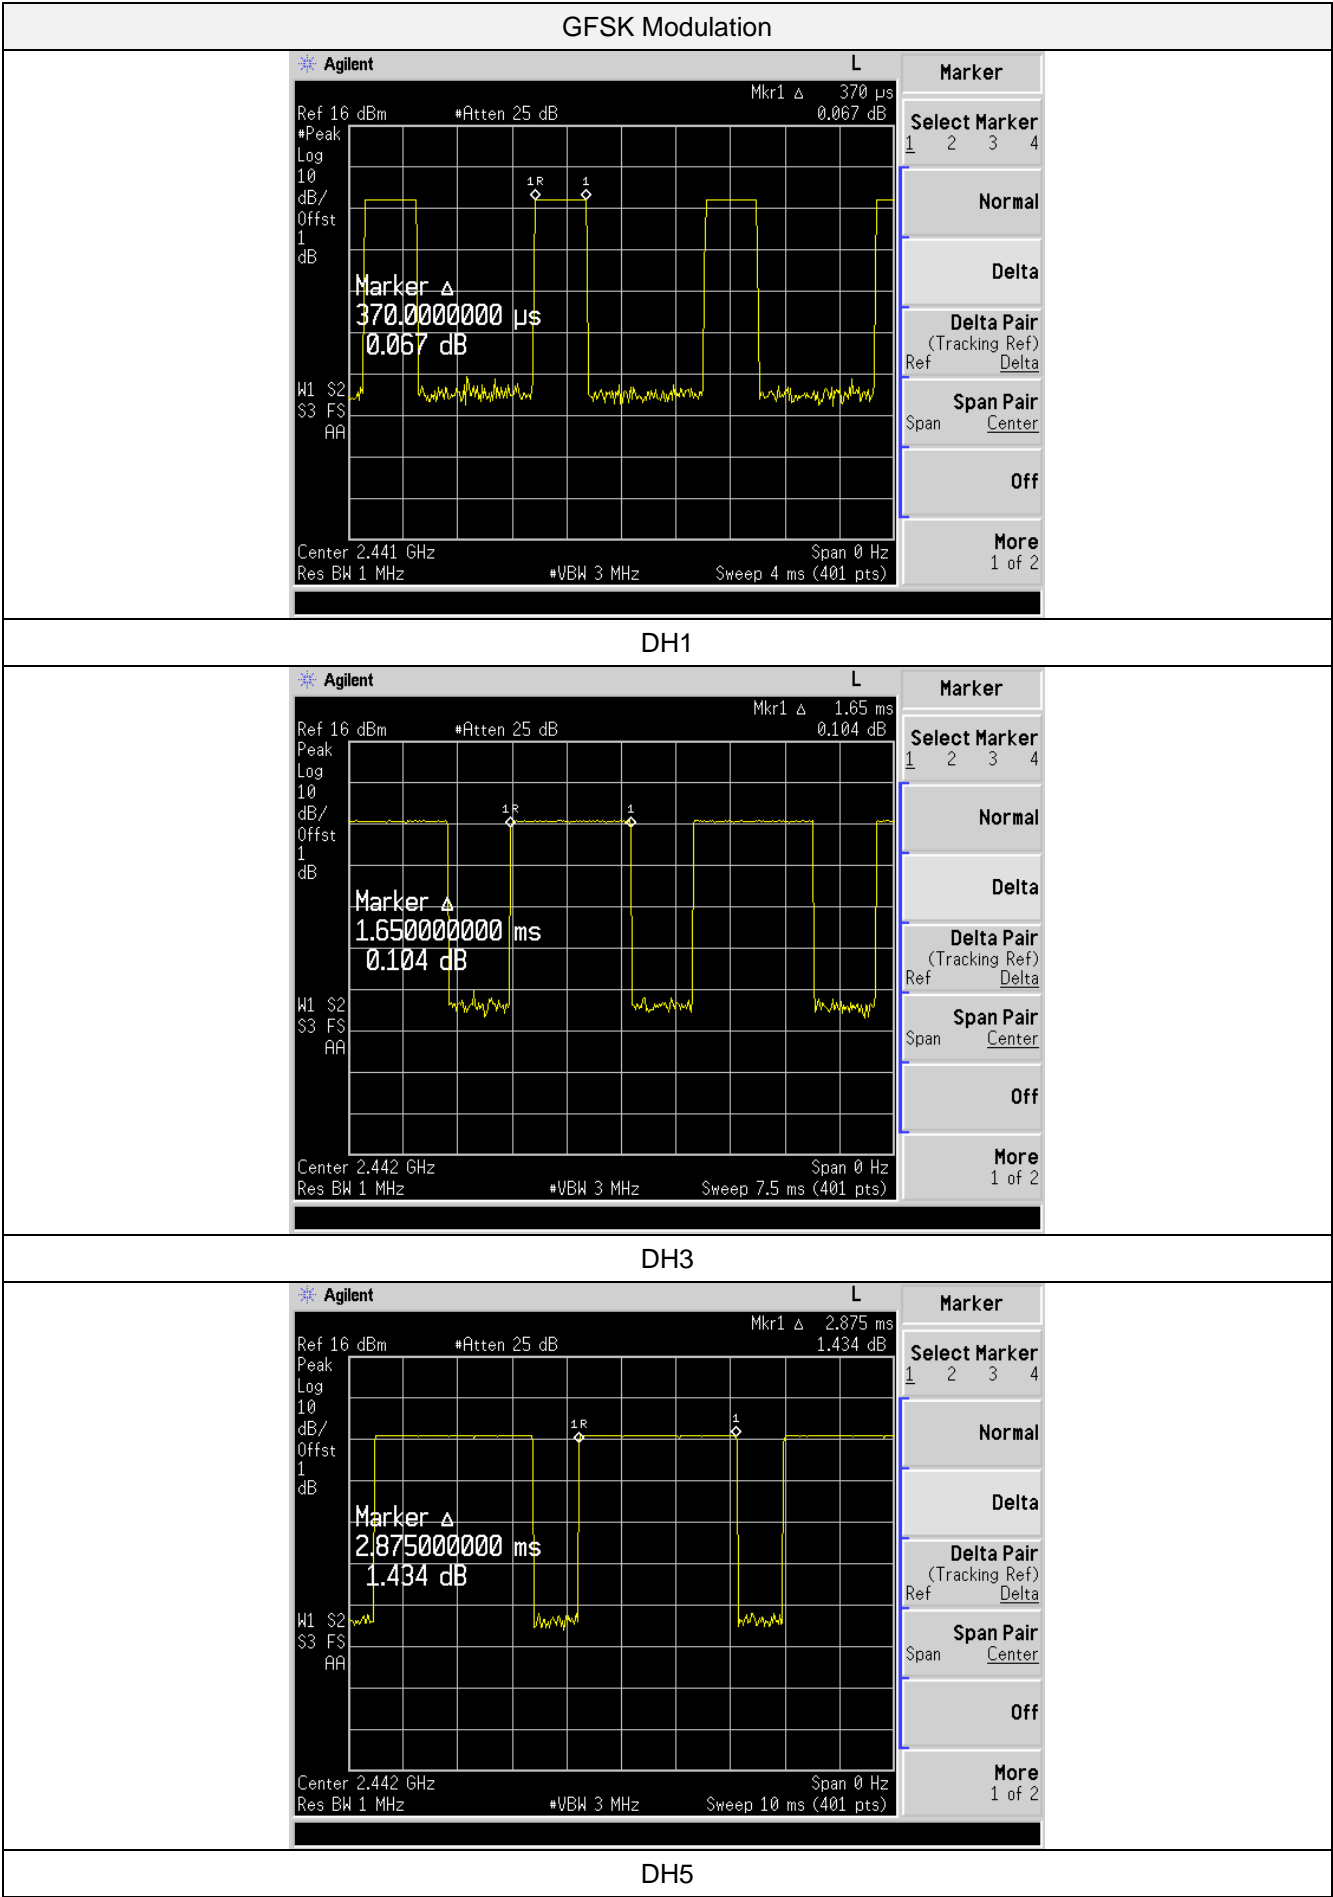 GFSK Modulation
Agilent L
Marker
Mkr1 Δ 370 µs
Ref 16 dBm #Atten 25 dB 0.067 dB
#Peak
Log
10
dB/
Offst
1
dB
1R 1
Marker Δ
370.0000000 µs
0.067 dB
W1 S2
S3 FS
AA
Center 2.441 GHz Span 0 Hz
Res BW 1 MHz #VBW 3 MHz Sweep 4 ms (401 pts)
Select Marker
1 2 3 4
Normal
Delta
Delta Pair
(Tracking Ref)
Ref Delta
Span Pair
Span Center
Off
More
1 of 2
DH1
Agilent L
Marker
Mkr1 Δ 1.65 ms
Ref 16 dBm #Atten 25 dB 0.104 dB
Peak
Log
10
dB/
Offst
1
dB
1R 1
Marker Δ
1.650000000 ms
0.104 dB
W1 S2
S3 FS
AA
Center 2.442 GHz Span 0 Hz
Res BW 1 MHz #VBW 3 MHz Sweep 7.5 ms (401 pts)
Select Marker
1 2 3 4
Normal
Delta
Delta Pair
(Tracking Ref)
Ref Delta
Span Pair
Span Center
Off
More
1 of 2
DH3
Agilent L
Marker
Mkr1 Δ 2.875 ms
Ref 16 dBm #Atten 25 dB 1.434 dB
Peak
Log
10
dB/
Offst
1
dB
1R 1
Marker Δ
2.875000000 ms
1.434 dB
W1 S2
S3 FS
AA
Center 2.442 GHz Span 0 Hz
Res BW 1 MHz #VBW 3 MHz Sweep 10 ms (401 pts)
Select Marker
1 2 3 4
Normal
Delta
Delta Pair
(Tracking Ref)
Ref Delta
Span Pair
Span Center
Off
More
1 of 2
DH5